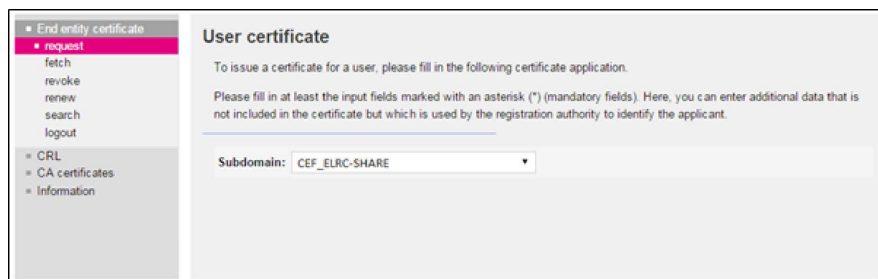 End entity certificate
request
fetch
revoke
renew
search
logout
CRL
CA certificates
Information
User certificate
To issue a certificate for a user, please fill in the following certificate application.
Please fill in at least the input fields marked with an asterisk (*) (mandatory fields). Here, you can enter additional data that is
not included in the certificate but which is used by the registration authority to identify the applicant.
Subdomain: CEF_ELRC-SHARE